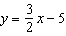 y = 3/2 x − 5